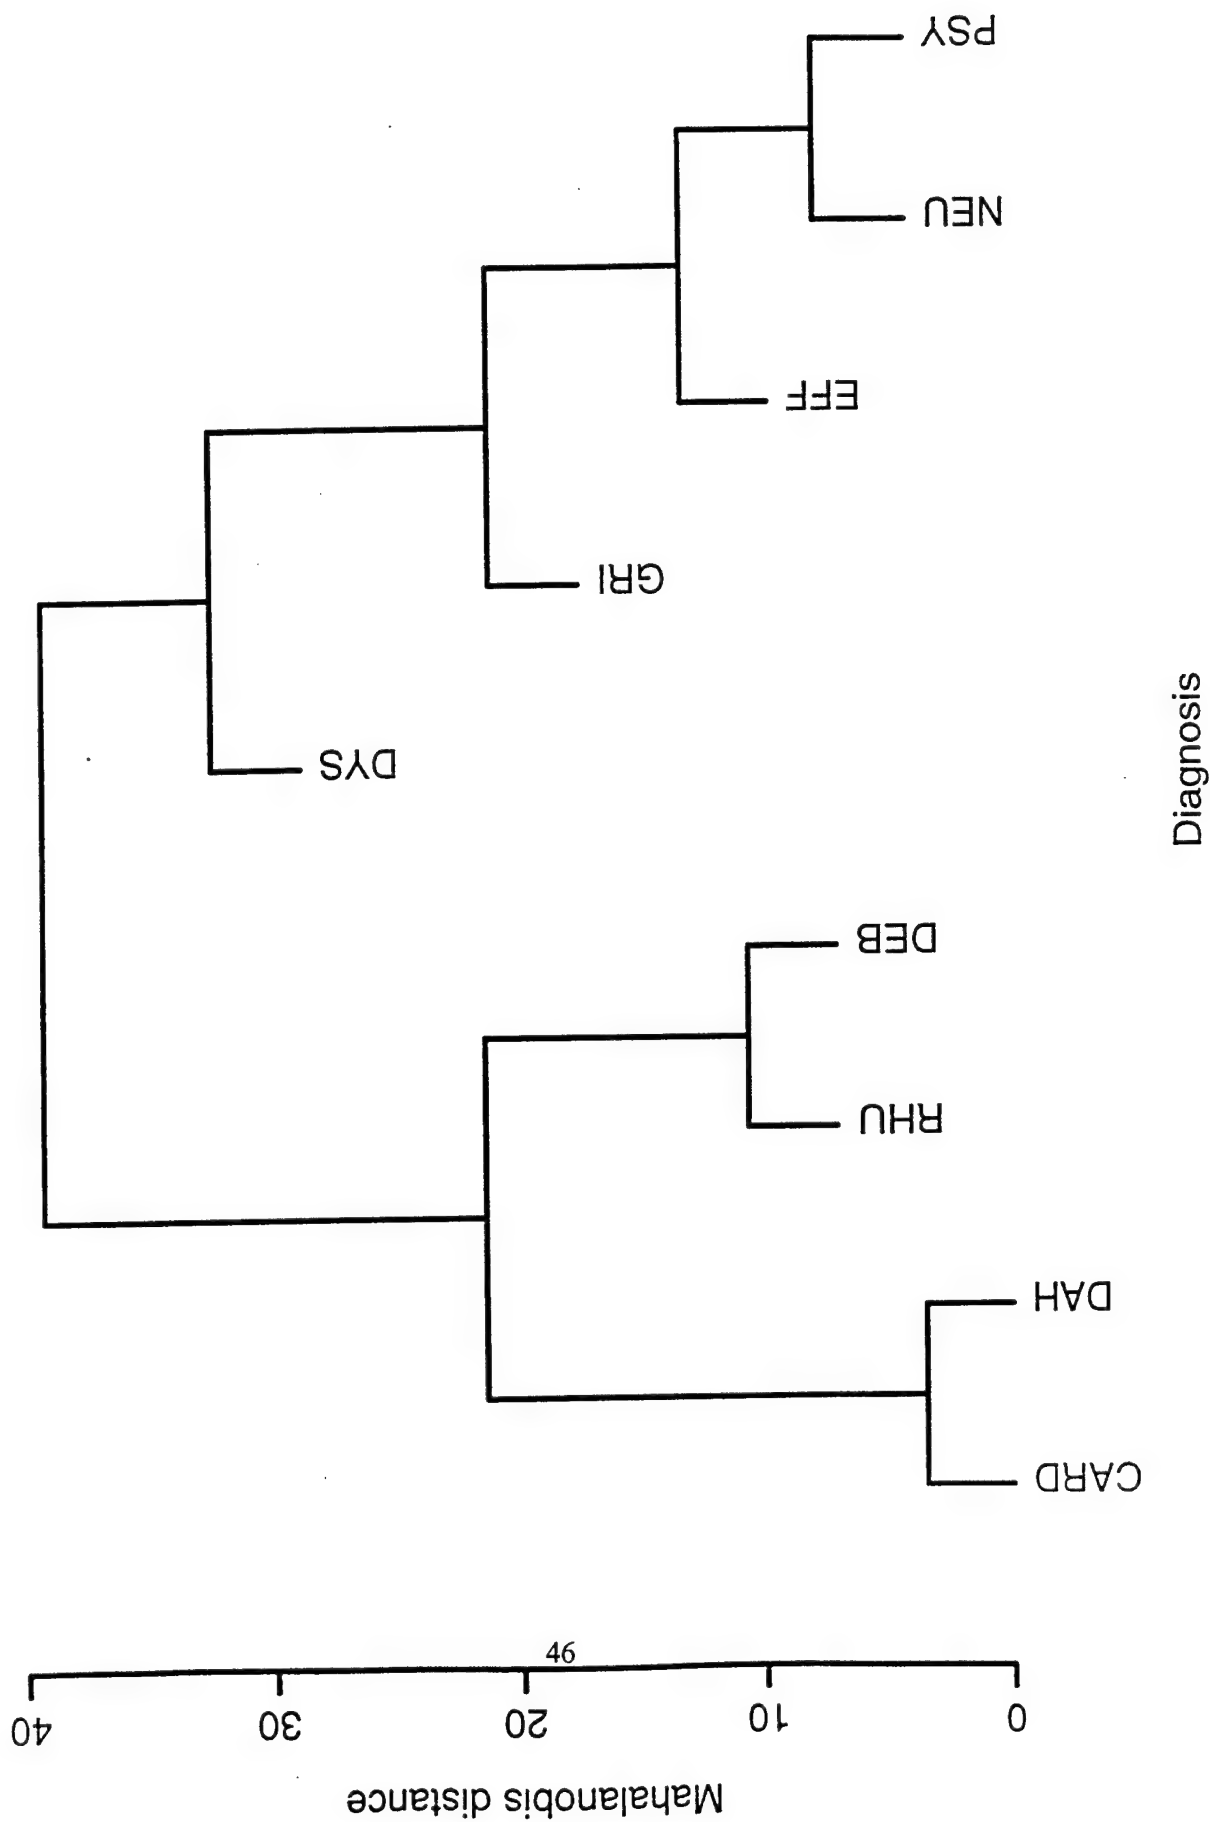 PSY
NEU
EFF
GRI
DYS
Diagnosis
DEB
RHU
DAH
CARD
46
40
30
20
10
0
Mahalanobis distance